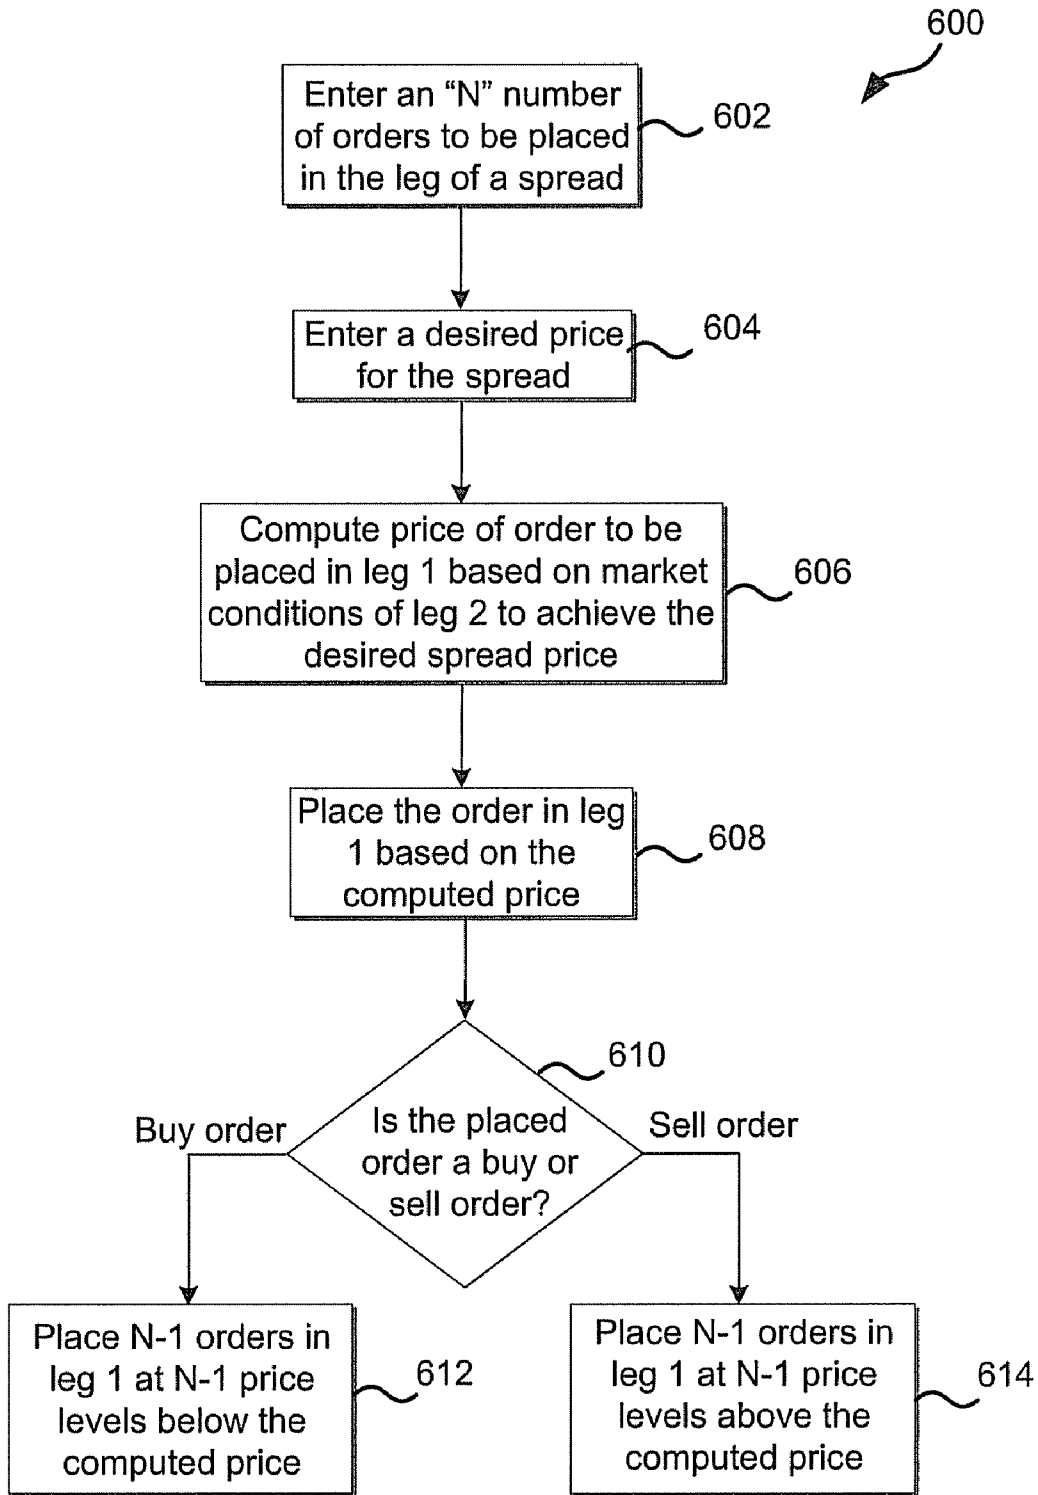 600
Enter an “N” number
of orders to be placed
in the leg of a spread
602
Enter a desired price
for the spread
604
Compute price of order to be
placed in leg 1 based on market
conditions of leg 2 to achieve the
desired spread price
606
Place the order in leg
1 based on the
computed price
608
610
Is the placed
order a buy or
sell order?
Buy order
Sell order
Place N-1 orders in
leg 1 at N-1 price
levels below the
computed price
612
Place N-1 orders in
leg 1 at N-1 price
levels above the
computed price
614